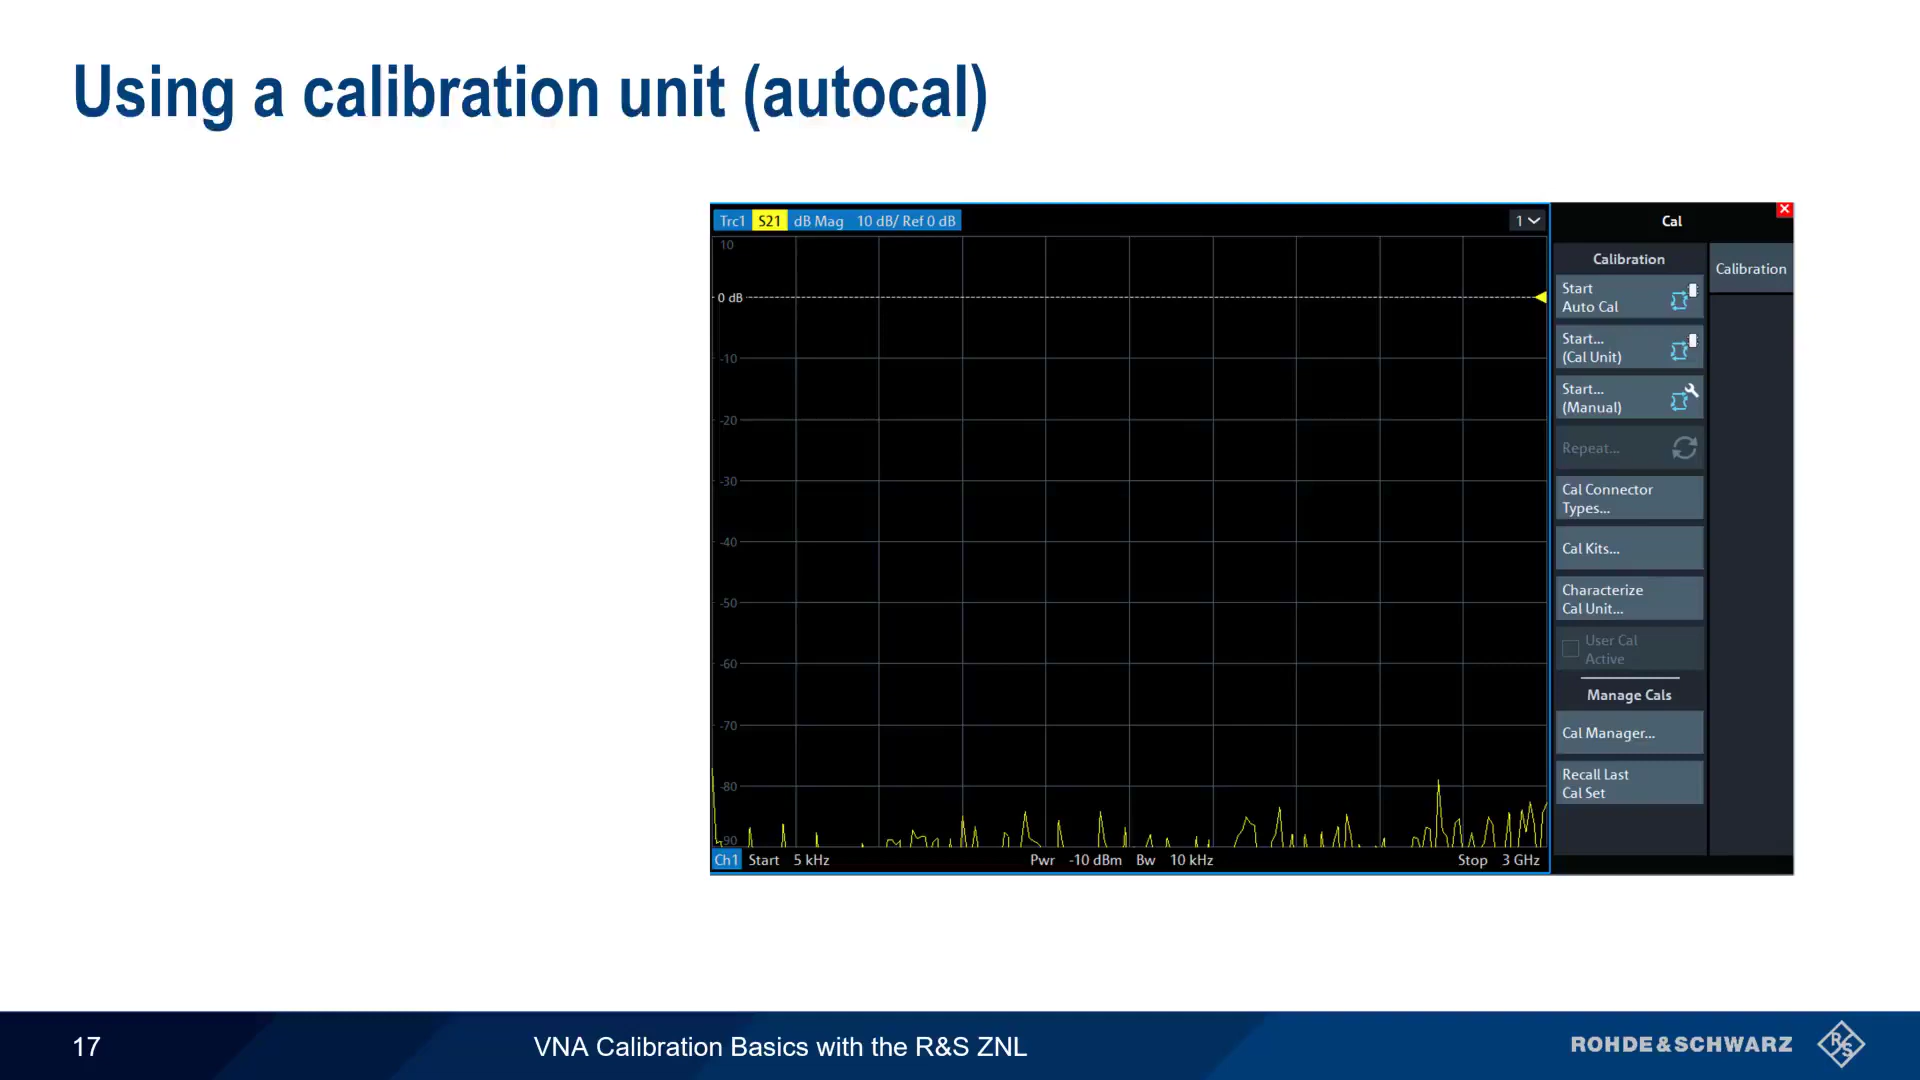 Using a calibration unit (autocal)
Trc1 S21 dB Mag 10 dB/ Ref 0 dB
1
10
0 dB
-10
-20
-30
-40
-50
-60
-70
-80
-90
Ch1 Start 5 kHz Pwr -10 dBm Bw 10 kHz Stop 3 GHz
Cal
Calibration
Start
Auto Cal
Start...
(Cal Unit)
Start...
(Manual)
Repeat...
Cal Connector
Types...
Cal Kits...
Characterize
Cal Unit...
User Cal
Active
Manage Cals
Cal Manager...
Recall Last
Cal Set
Calibration
17
VNA Calibration Basics with the R&S ZNL
ROHDE&SCHWARZ
R&S